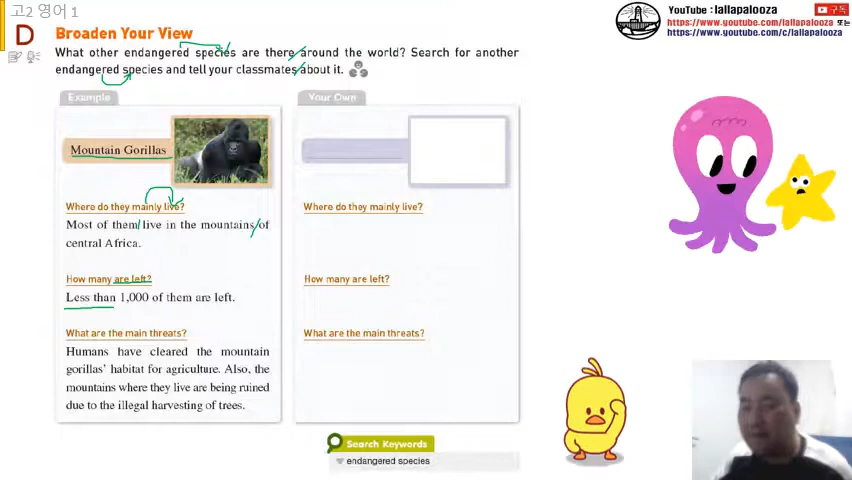 고2 영어 1
YouTube : lallapalooza
구독
https://www.youtube.com/lallapalooza 또는
https://www.youtube.com/c/lallapalooza
D
Broaden Your View
What other endangered species are there around the world? Search for another
endangered species and tell your classmates about it.
Example
Mountain Gorillas
Where do they mainly live?
Most of them live in the mountains of
central Africa.
How many are left?
Less than 1,000 of them are left.
What are the main threats?
Humans have cleared the mountain
gorillas' habitat for agriculture. Also, the
mountains where they live are being ruined
due to the illegal harvesting of trees.
Your Own
Where do they mainly live?
How many are left?
What are the main threats?
Search Keywords
endangered species